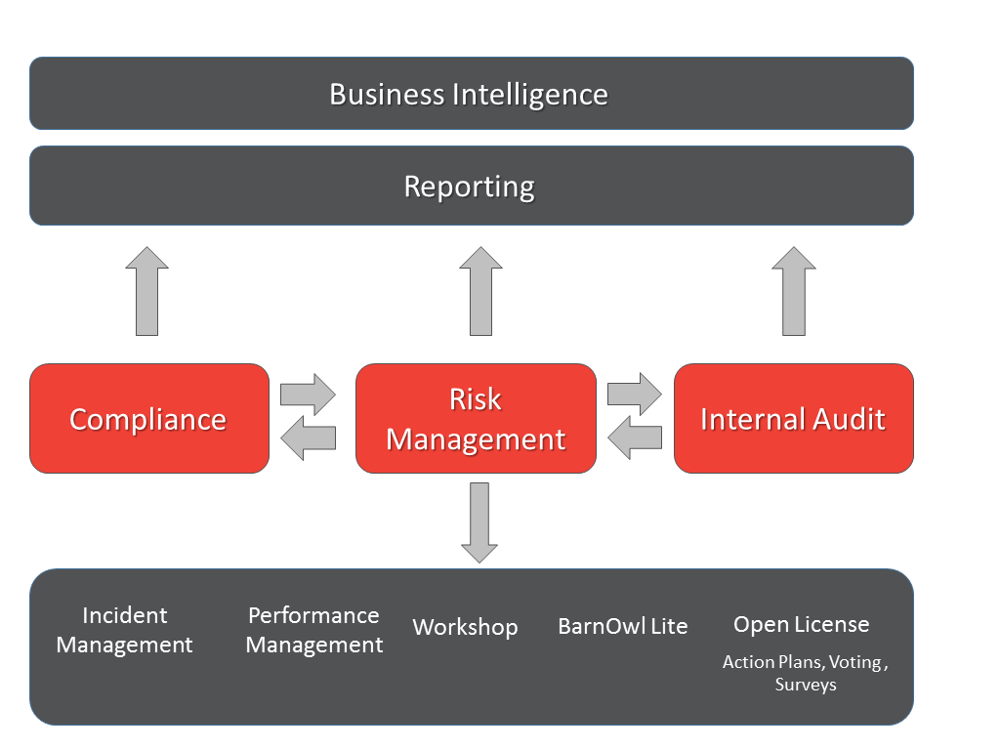 Business Intelligence
Reporting
Compliance
Risk
Management
Internal Audit
Incident
Management
Performance
Management
Workshop
BarnOwl Lite
Open License
Action Plans, Voting ,
Surveys